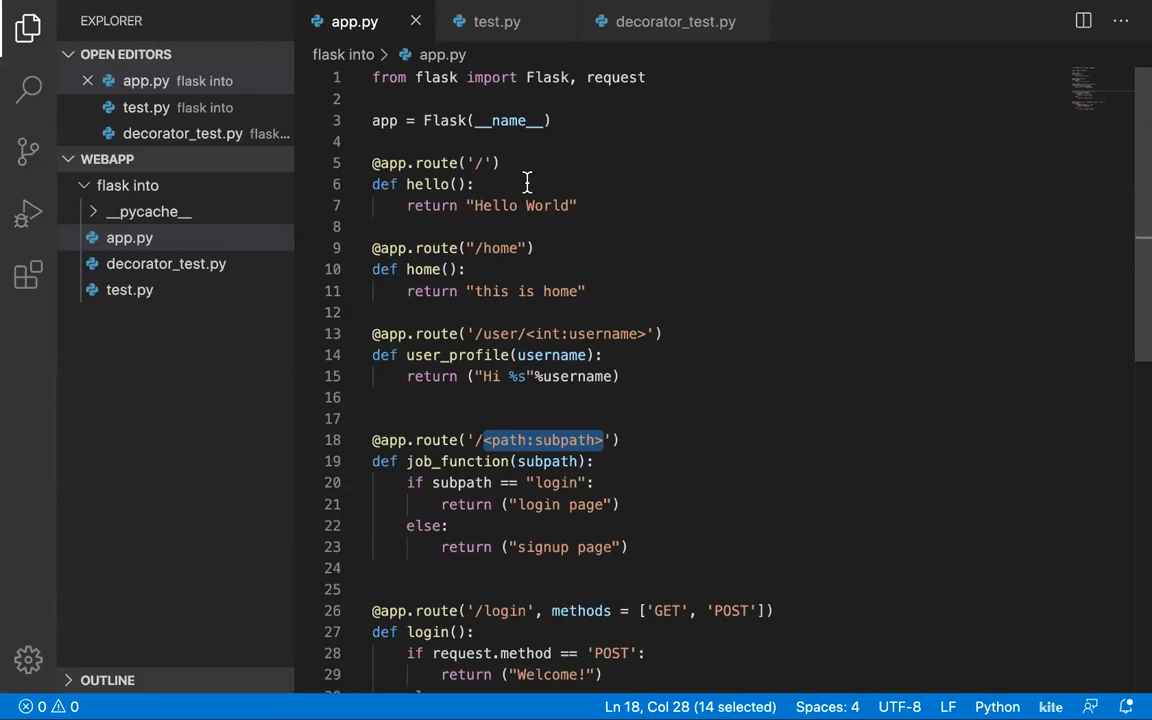 EXPLORER
OPEN EDITORS
app.py flask into
test.py flask into
decorator_test.py flask...
WEBAPP
flask into
__pycache__
app.py
decorator_test.py
test.py
OUTLINE
app.py
test.py
decorator_test.py
flask into > app.py
1 from flask import Flask, request
2
3 app = Flask(__name__)
4
5 @app.route('/')
6 def hello():
7 return "Hello World"
8
9 @app.route("/home")
10 def home():
11 return "this is home"
12
13 @app.route('/user/<int:username>')
14 def user_profile(username):
15 return ("Hi %s"%username)
16
17
18 @app.route('/<path:subpath>')
19 def job_function(subpath):
20 if subpath == "login":
21 return ("login page")
22 else:
23 return ("signup page")
24
25
26 @app.route('/login', methods = ['GET', 'POST'])
27 def login():
28 if request.method == 'POST':
29 return ("Welcome!")
0 0 Ln 18, Col 28 (14 selected) Spaces: 4 UTF-8 LF Python kite